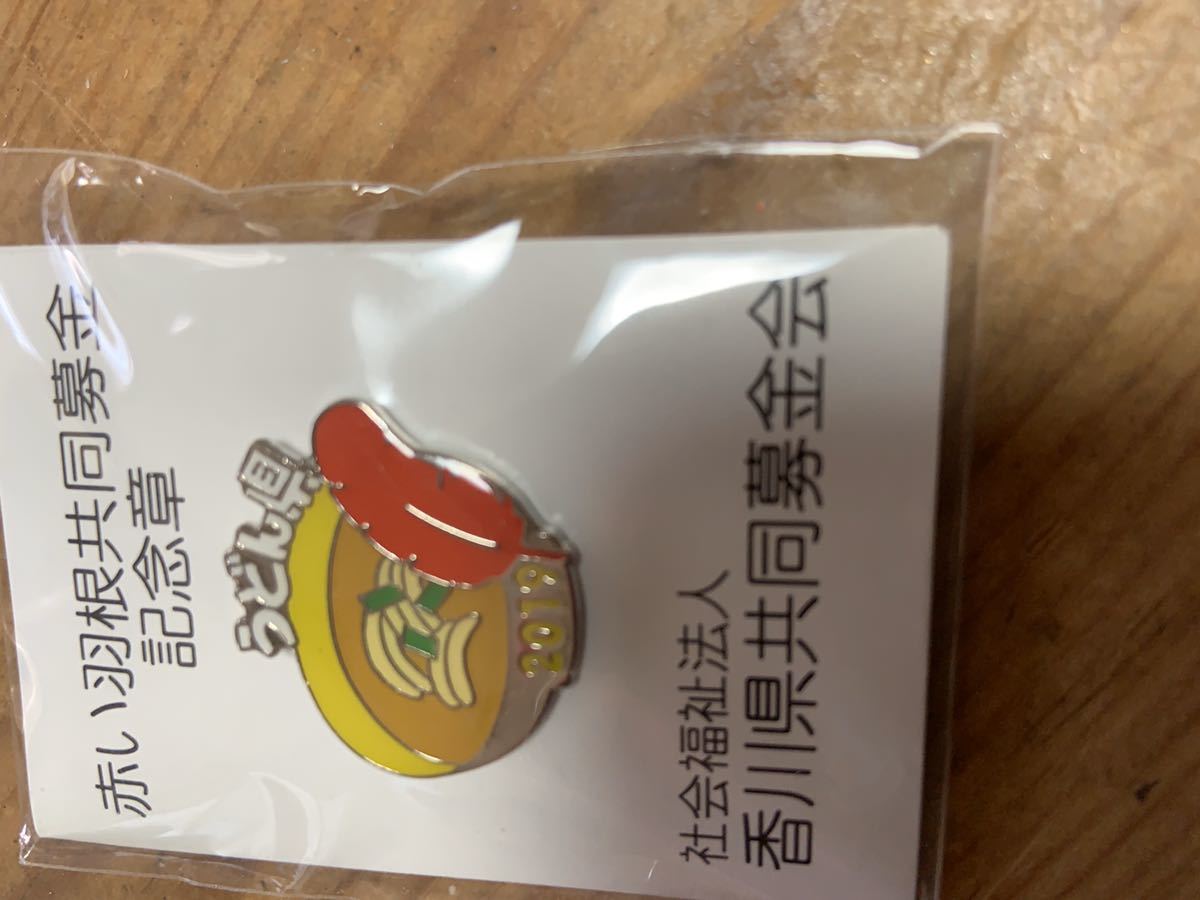 赤い羽根共同募金
記念章
うどん県
2019
社会福祉法人
香川県共同募金会